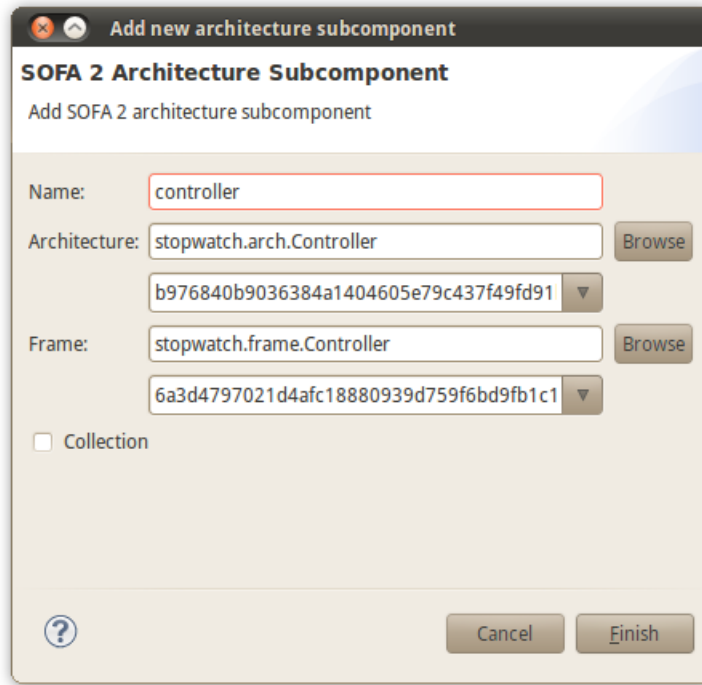 Add new architecture subcomponent
SOFA 2 Architecture Subcomponent
Add SOFA 2 architecture subcomponent
Name: controller
Architecture: stopwatch.arch.Controller Browse
b976840b9036384a1404605e79c437f49fd91
Frame: stopwatch.frame.Controller Browse
6a3d4797021d4afc18880939d759f6bd9fb1c1
Collection
? Cancel Finish